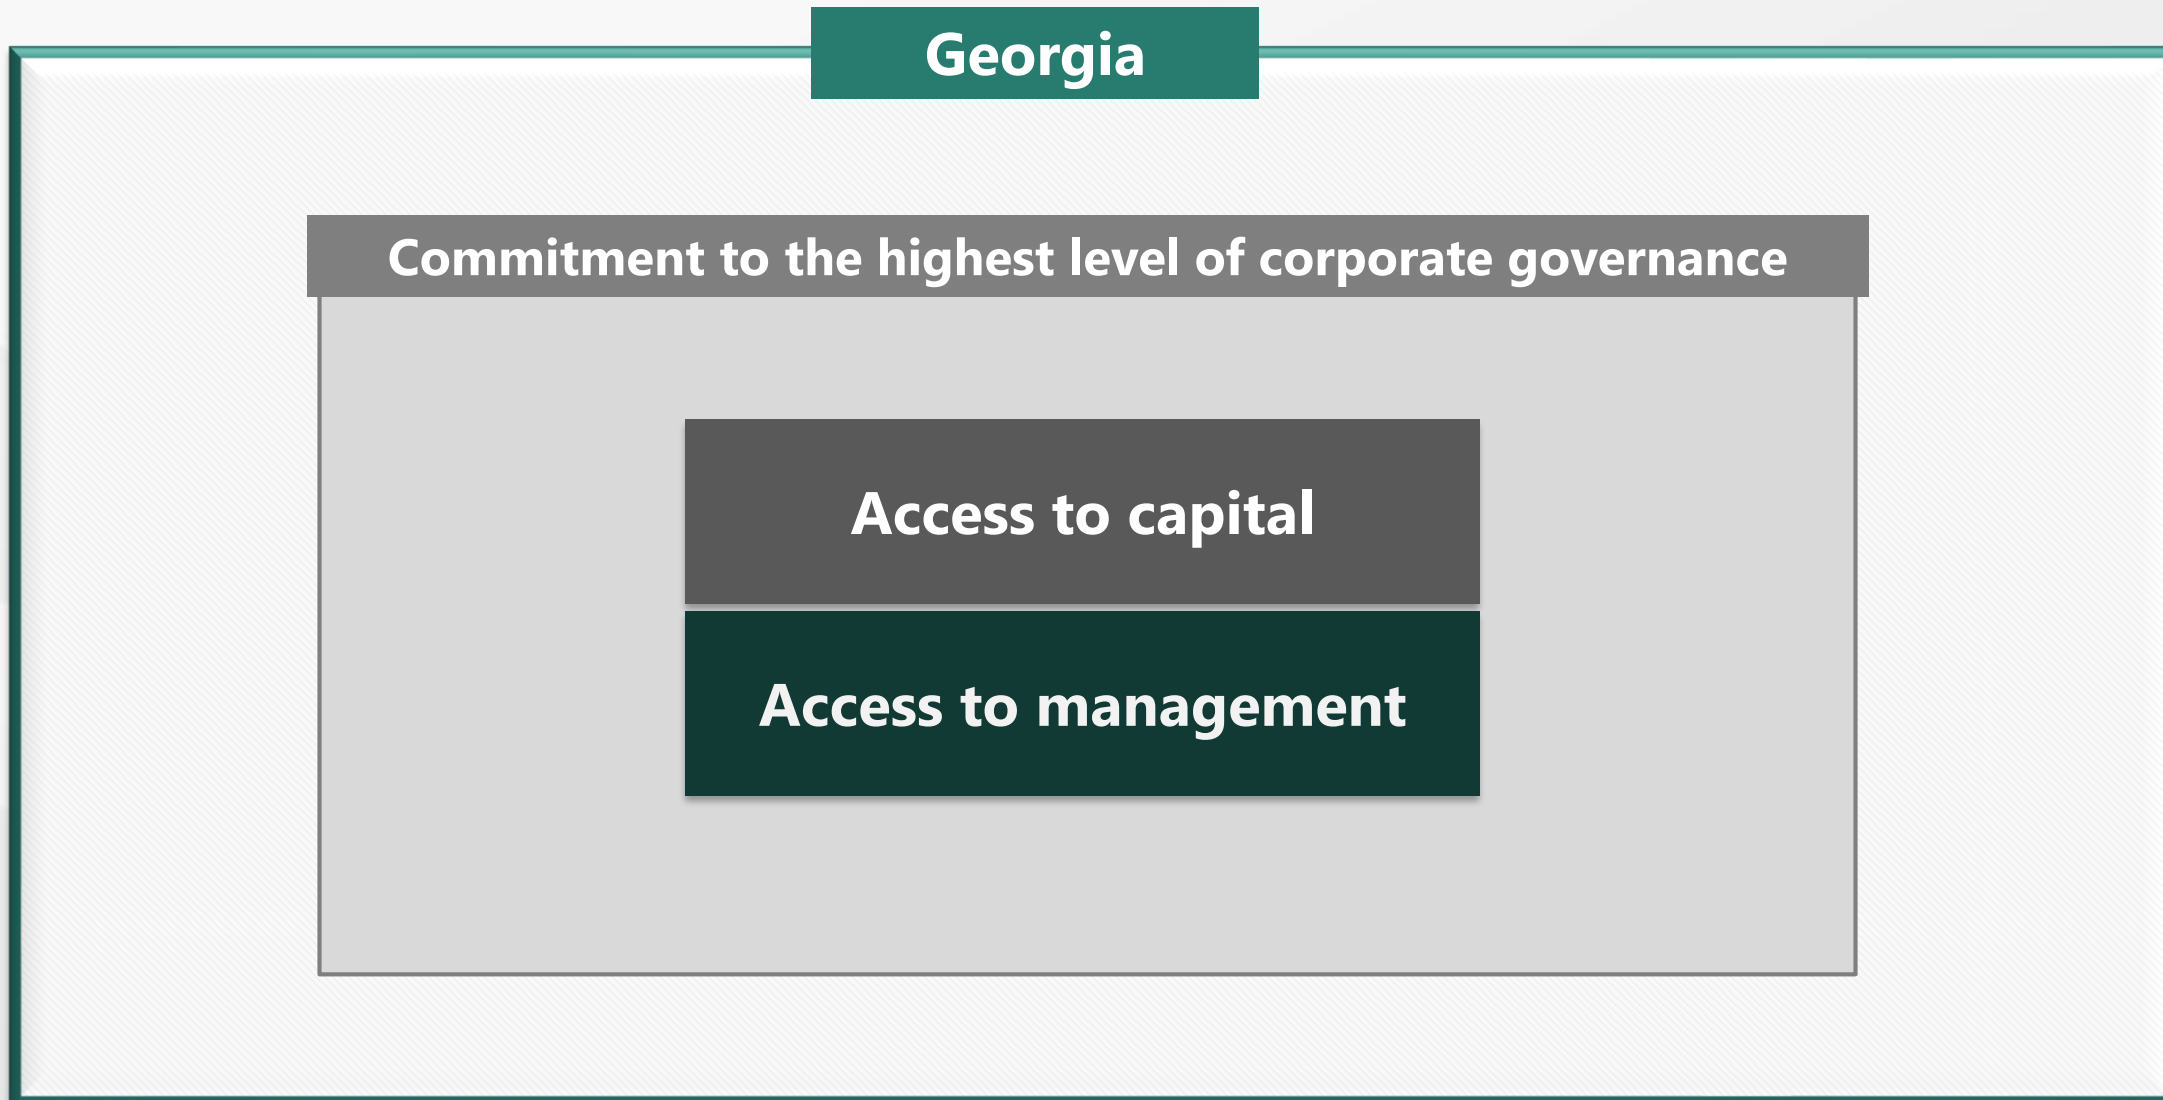 Georgia
Commitment to the highest level of corporate governance
Access to capital
Access to management